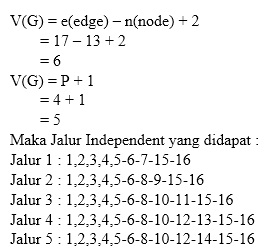 V(G) = e(edge) – n(node) + 2
= 17 – 13 + 2
= 6
V(G) = P + 1
= 4 + 1
= 5
Maka Jalur Independent yang didapat :
Jalur 1 : 1,2,3,4,5-6-7-15-16
Jalur 2 : 1,2,3,4,5-6-8-9-15-16
Jalur 3 : 1,2,3,4,5-6-8-10-11-15-16
Jalur 4 : 1,2,3,4,5-6-8-10-12-13-15-16
Jalur 5 : 1,2,3,4,5-6-8-10-12-14-15-16